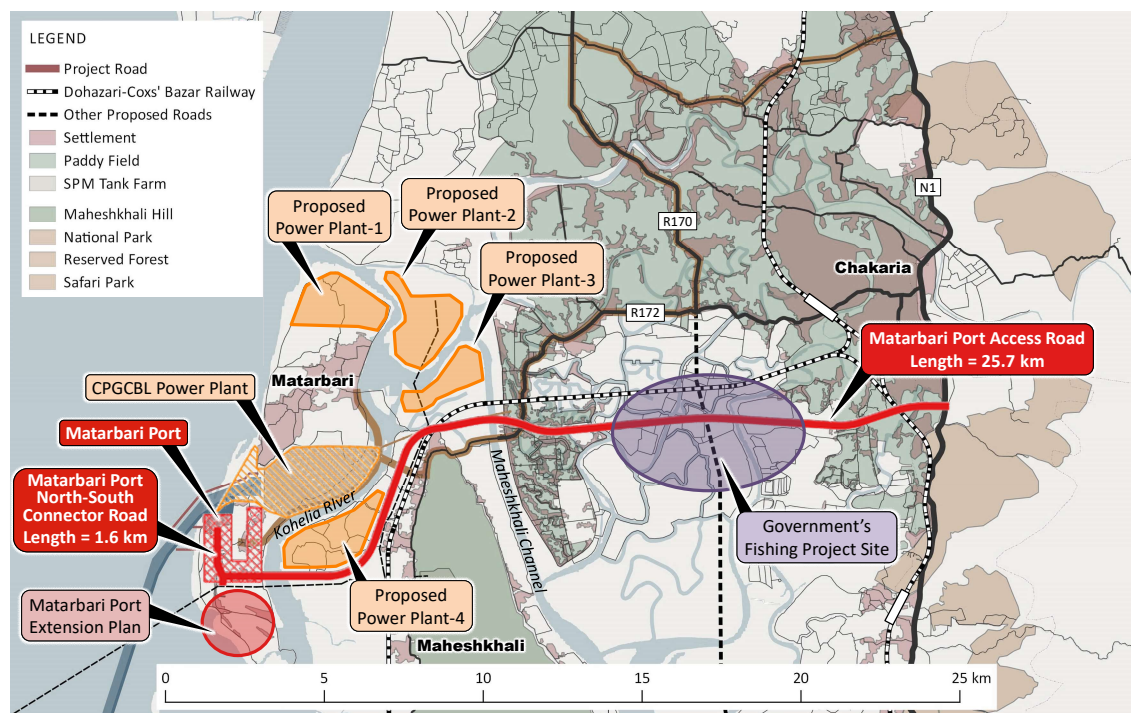 LEGEND
Project Road
Dohazari-Coxs' Bazar Railway
Other Proposed Roads
Settlement
Paddy Field
SPM Tank Farm
Maheshkhali Hill
National Park
Reserved Forest
Safari Park
Proposed
Power Plant-1
Proposed
Power Plant-2
Proposed
Power Plant-3
N1
R170
Chakaria
R172
Matarbari Port Access Road
Length = 25.7 km
Matarbari
CPGCBL Power Plant
Matarbari Port
Matarbari Port
North-South
Connector Road
Length = 1.6 km
Kohelia River
Maheshkhali Channel
Government’s
Fishing Project Site
Matarbari Port
Extension Plan
Proposed
Power Plant-4
Maheshkhali
0 5 10 15 20 25 km